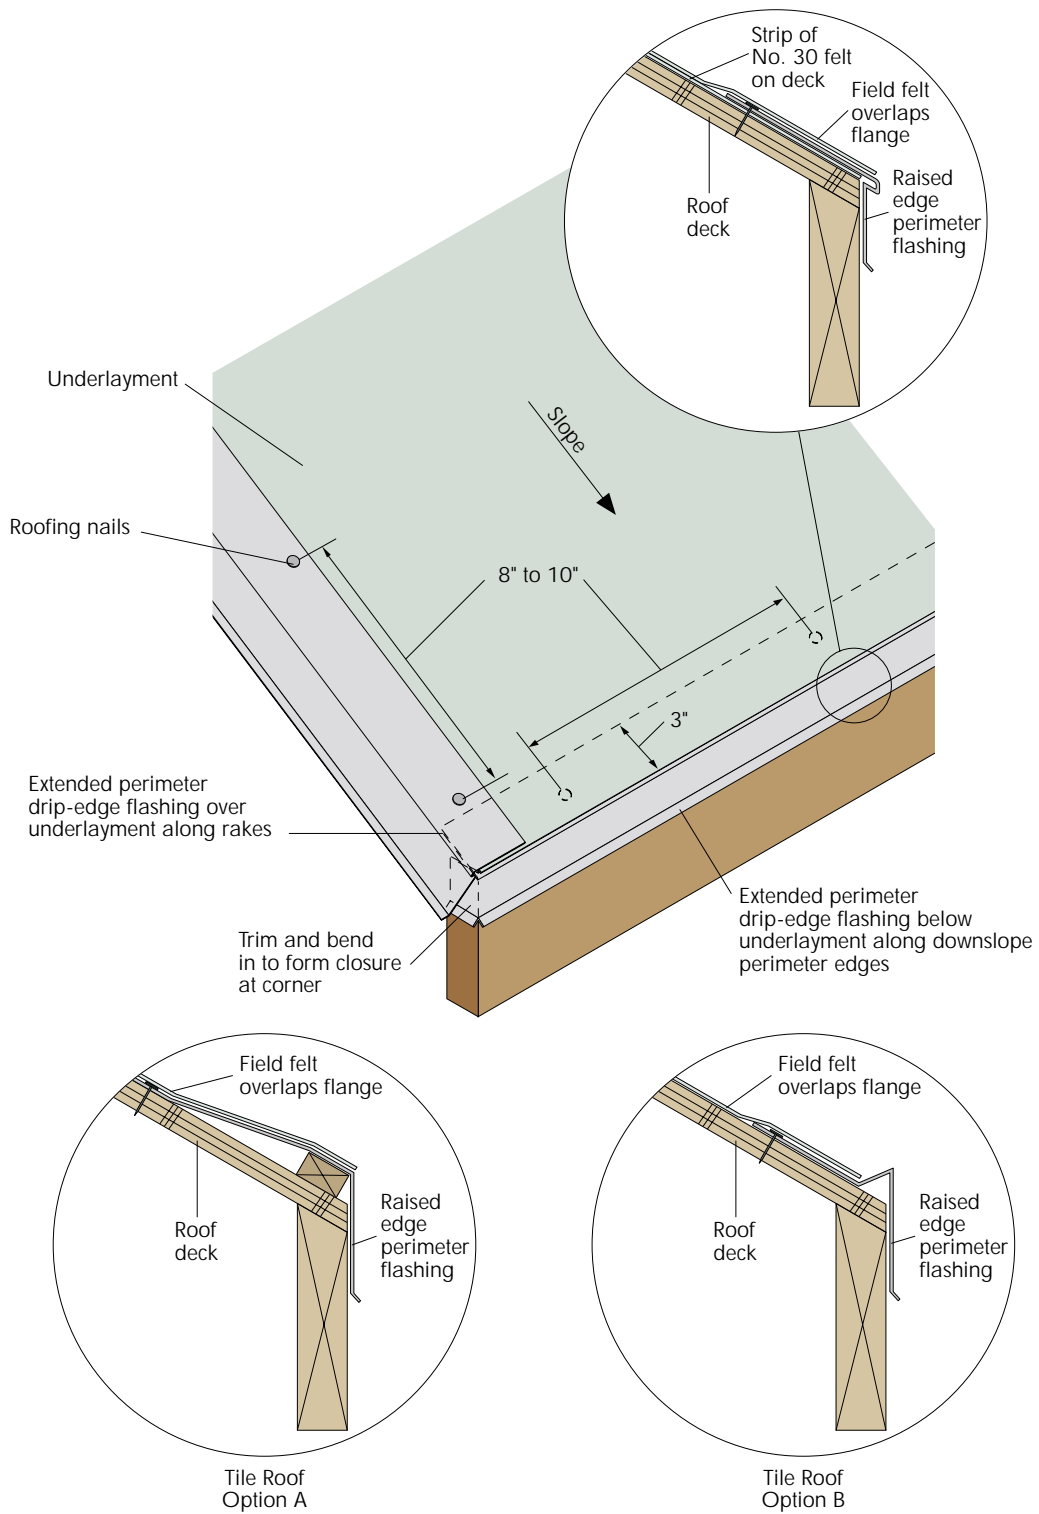 Strip of
No. 30 felt
on deck
Field felt
overlaps
flange
Raised
edge
perimeter
flashing
Roof
deck
Underlayment
Slope
Roofing nails
8" to 10"
3"
Extended perimeter
drip-edge flashing over
underlayment along rakes
Extended perimeter
drip-edge flashing below
underlayment along downslope
perimeter edges
Trim and bend
in to form closure
at corner
Field felt
overlaps flange
Roof
deck
Raised
edge
perimeter
flashing
Tile Roof
Option A
Field felt
overlaps flange
Roof
deck
Raised
edge
perimeter
flashing
Tile Roof
Option B